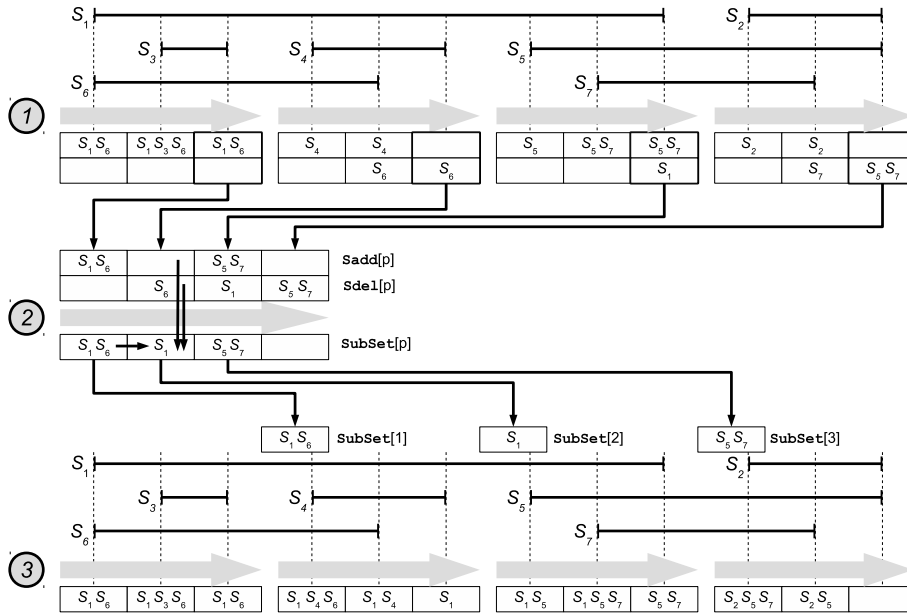 S1 S2
S3 S4 S5
S6 S7
1
S1 S6 S1 S3 S6 S1 S6 S4 S4 S5 S5 S7 S5 S7 S2 S2
S6 S6 S1 S7 S5 S7
S1 S6 S5 S7 Sadd[p]
S6 S1 S5 S7 Sdel[p]
2
S1 S6 S1 S5 S7 SubSet[p]
S1 S6 SubSet[1] S1 SubSet[2] S5 S7 SubSet[3]
S1 S2
S3 S4 S5
S6 S7
3
S1 S6 S1 S3 S6 S1 S6 S1 S4 S6 S1 S4 S1 S1 S5 S1 S5 S7 S5 S7 S2 S5 S7 S2 S5